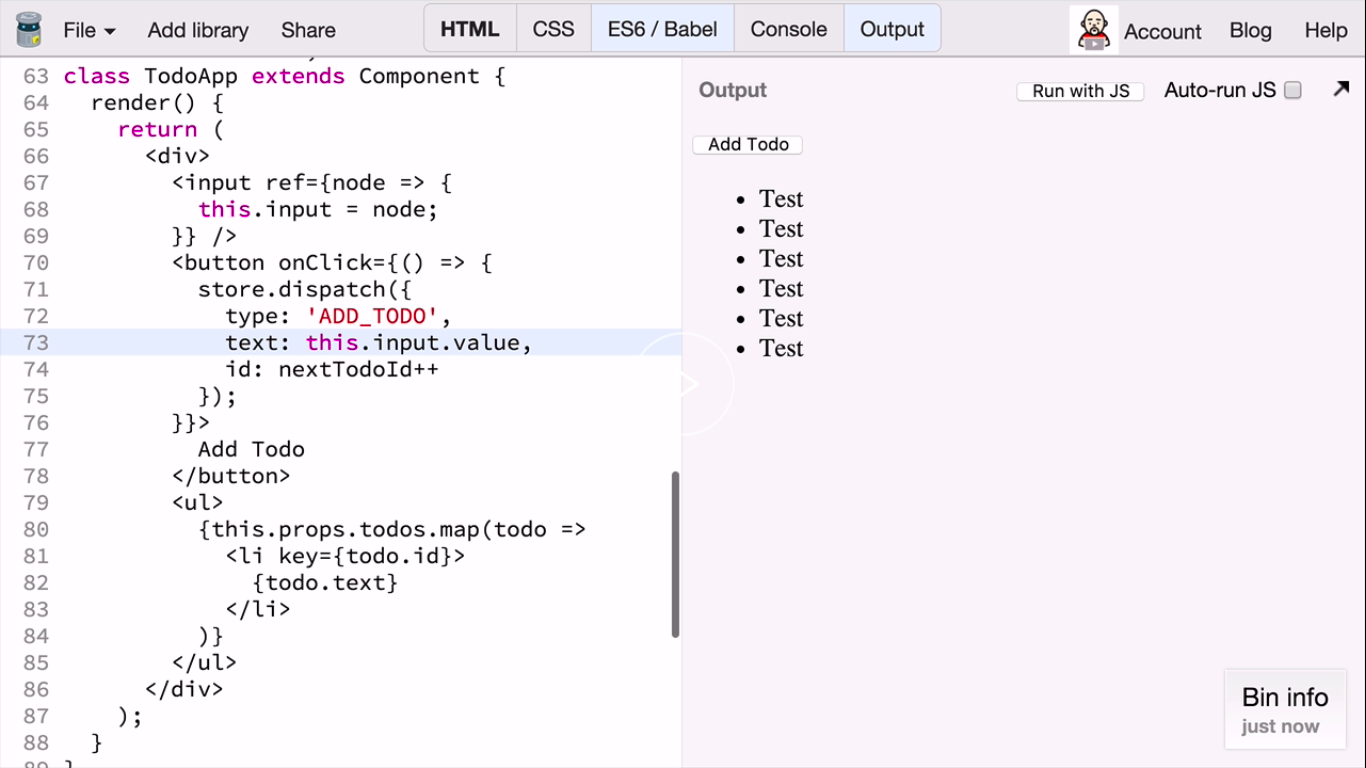 File Add library Share HTML CSS ES6 / Babel Console Output Account Blog Help
63 class TodoApp extends Component {
64 render() {
65 return (
66 <div>
67 <input ref={node => {
68 this.input = node;
69 }} />
70 <button onClick={() => {
71 store.dispatch({
72 type: 'ADD_TODO',
73 text: this.input.value,
74 id: nextTodoId++
75 });
76 }}>
77 Add Todo
78 </button>
79 <ul>
80 {this.props.todos.map(todo =>
81 <li key={todo.id}>
82 {todo.text}
83 </li>
84 )}
85 </ul>
86 </div>
87 );
88 }
89 }
Output Run with JS Auto-run JS
Add Todo
• Test
• Test
• Test
• Test
• Test
• Test
Bin info
just now